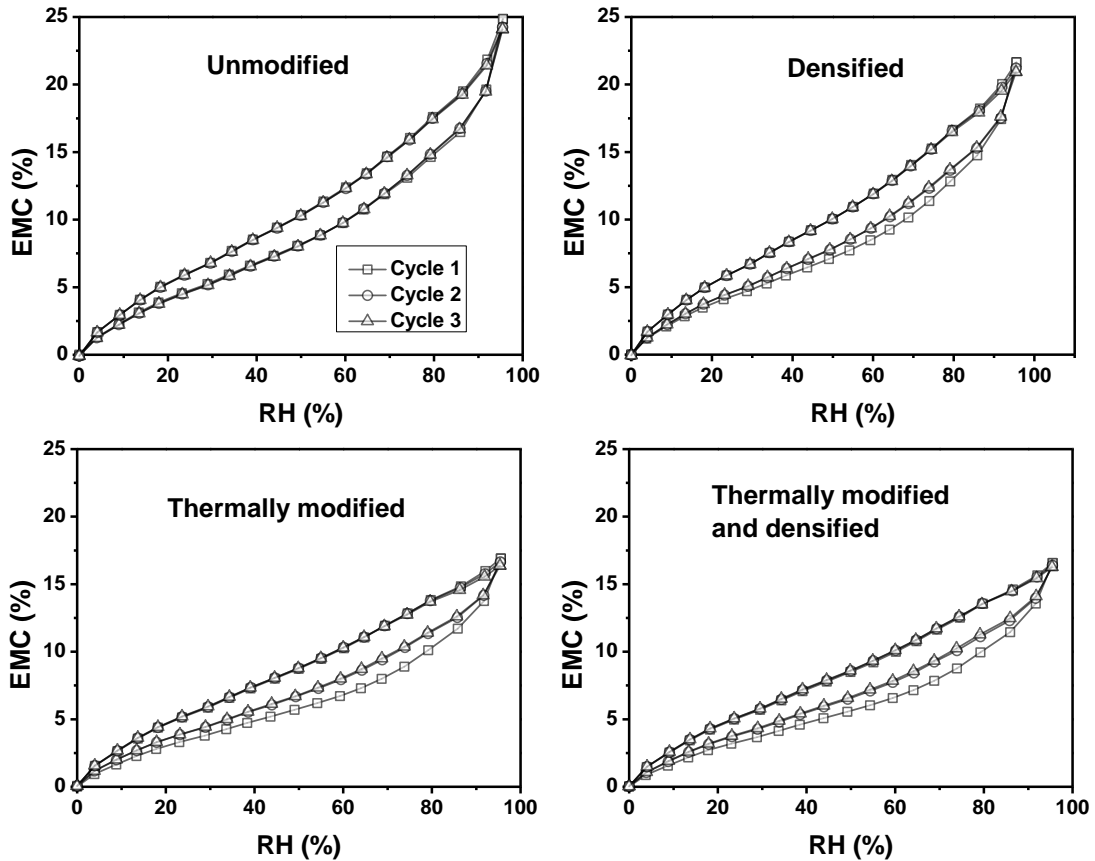 Unmodified
EMC (%)
25
20
15
10
5
0
Cycle 1
Cycle 2
Cycle 3
0 20 40 60 80 100
RH (%)
Densified
EMC (%)
25
20
15
10
5
0
0 20 40 60 80 100
RH (%)
Thermally modified
EMC (%)
25
20
15
10
5
0
0 20 40 60 80 100
RH (%)
Thermally modified
and densified
EMC (%)
25
20
15
10
5
0
0 20 40 60 80 100
RH (%)